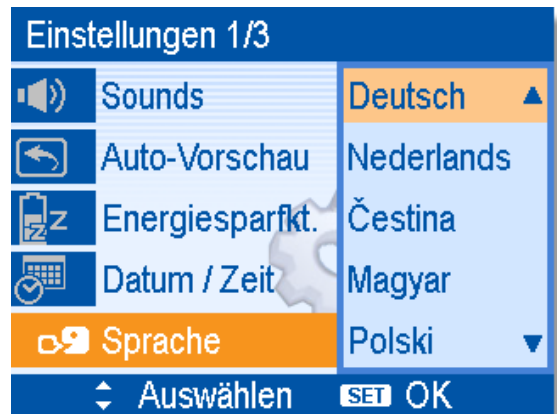 Einstellungen 1/3
Sounds
Deutsch
Auto-Vorschau
Nederlands
Energiesparfkt.
Čestina
Datum / Zeit
Magyar
Sprache
Polski
Auswählen SET OK